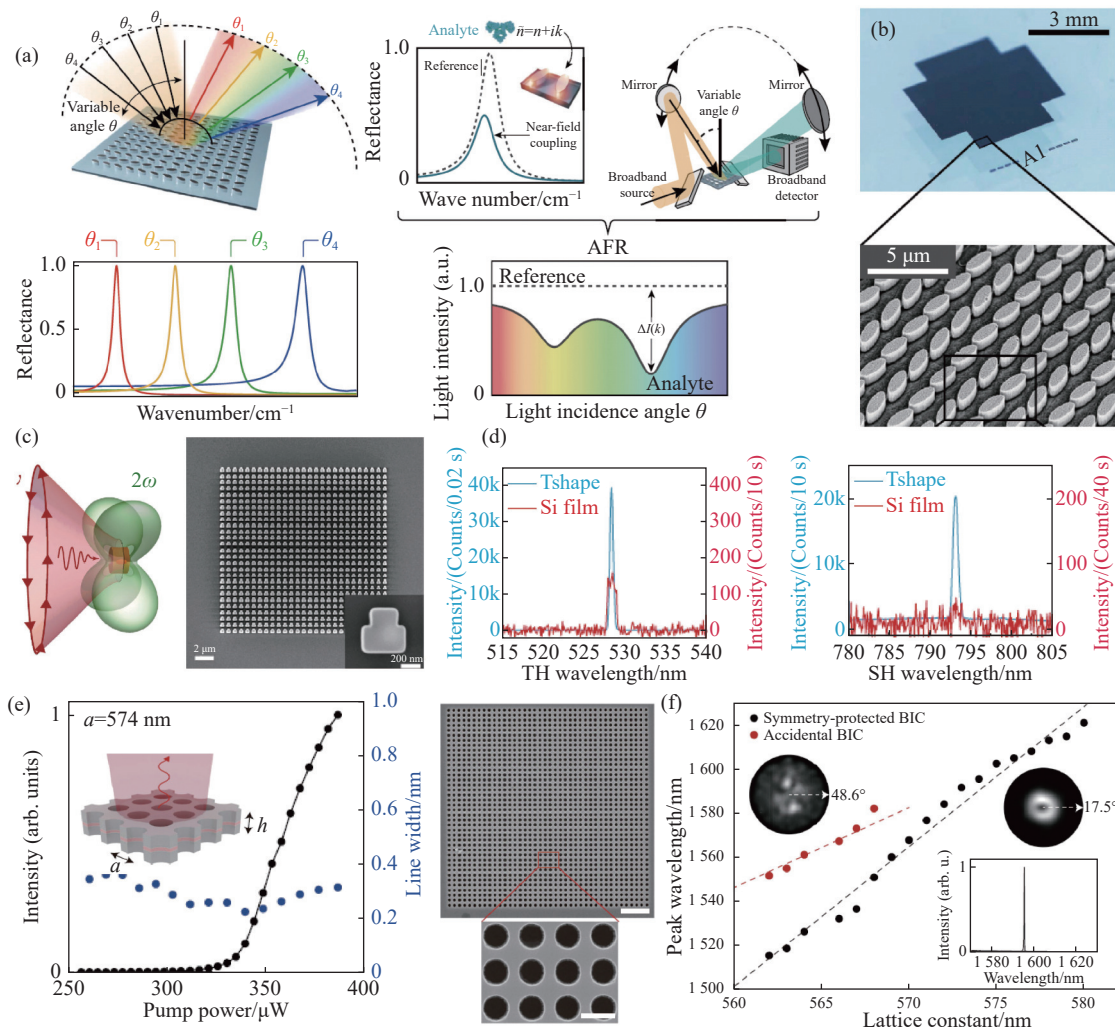 (a)
θ1
θ2
θ3
θ4
θ1
θ2
θ3
θ4
Variable
angle θ
Analyte
ñ=n+ik
Reference
Near-field
coupling
1.0
0
Reflectance
Wave number/cm⁻¹
Mirror
Mirror
Variable
angle θ
Broadband
source
Broadband
detector
AFR
θ1
θ2
θ3
θ4
1.0
0.5
0
Reflectance
Wavenumber/cm⁻¹
Light intensity (a.u.)
1.0
0
Reference
ΔI(k)
Analyte
Light incidence angle θ
(b)
3 mm
A1
5 μm
(c)
2ω
2 μm
200 nm
(d)
Intensity/(Counts/0.02 s)
40k
30k
20k
10k
0
Tshape
Si film
400
300
200
100
0
Intensity/(Counts/10 s)
515
520
525
530
535
540
TH wavelength/nm
Intensity/(Counts/10 s)
20k
10k
0
Tshape
Si film
200
100
0
Intensity/(Counts/40 s)
780
785
790
795
800
805
SH wavelength/nm
(e)
a=574 nm
1
0
Intensity (arb. units)
h
a
1.0
0.8
0.6
0.4
0.2
0
Line width/nm
250
300
350
400
Pump power/μW
(f)
Symmetry-protected BIC
Accidental BIC
1 620
1 600
1 580
1 560
1 540
1 520
1 500
Peak wavelength/nm
48.6°
17.5°
Intensity (arb. u.)
1
0
1 580
1 600
1 620
Wavelength/nm
560
565
570
575
580
Lattice constant/nm